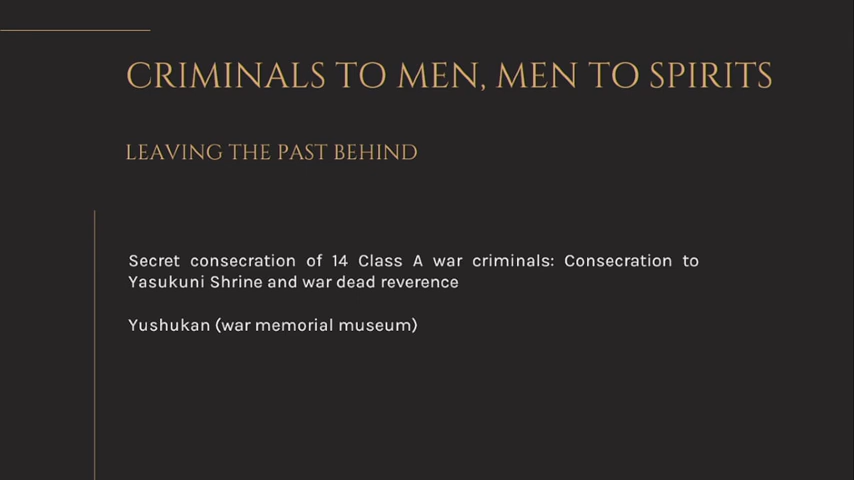 CRIMINALS TO MEN, MEN TO SPIRITS
LEAVING THE PAST BEHIND
Secret consecration of 14 Class A war criminals: Consecration to
Yasukuni Shrine and war dead reverence
Yushukan (war memorial museum)